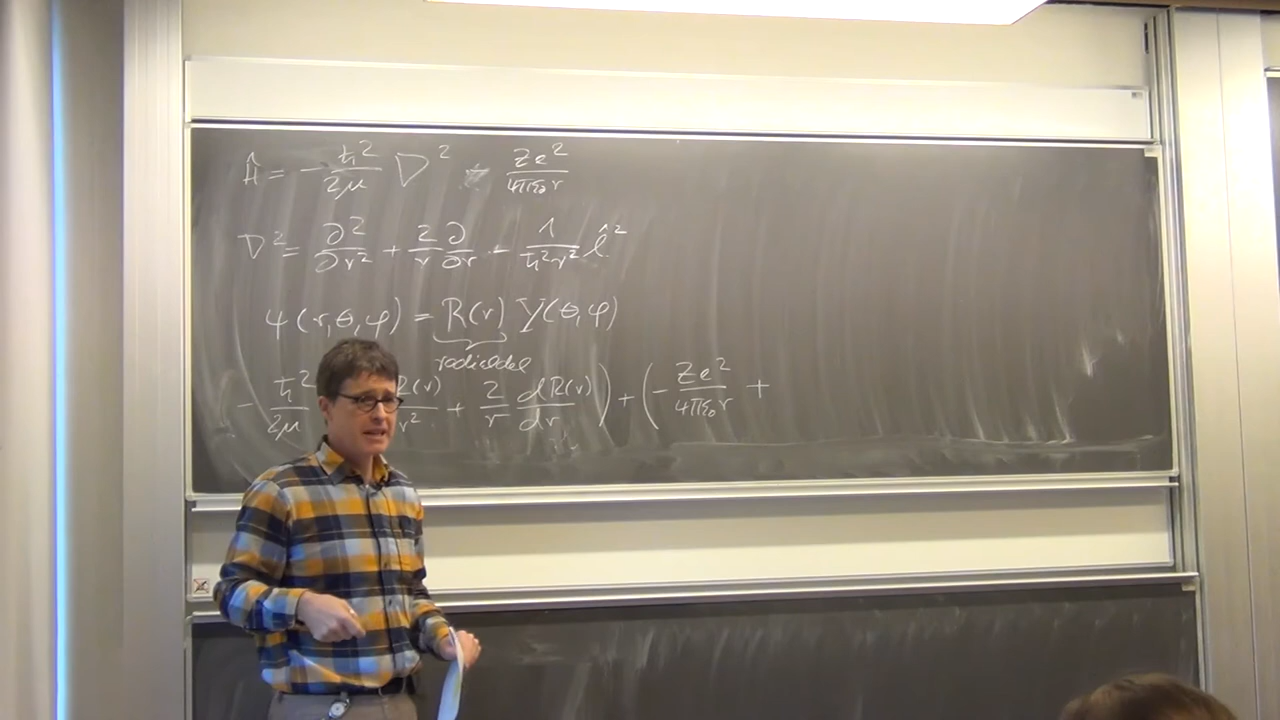 Ĥ = - ħ²/2μ ∇² - Ze²/4πε₀r
∇² = ∂²/∂r² + 2/r ∂/∂r - 1/ħ²r² l̂²
ψ(r,θ,φ) = R(r) Y(θ,φ)
radialdel
- ħ²/2μ R(r)/r² + 2/r dR(r)/dr ) + ( - Ze²/4πε₀r +